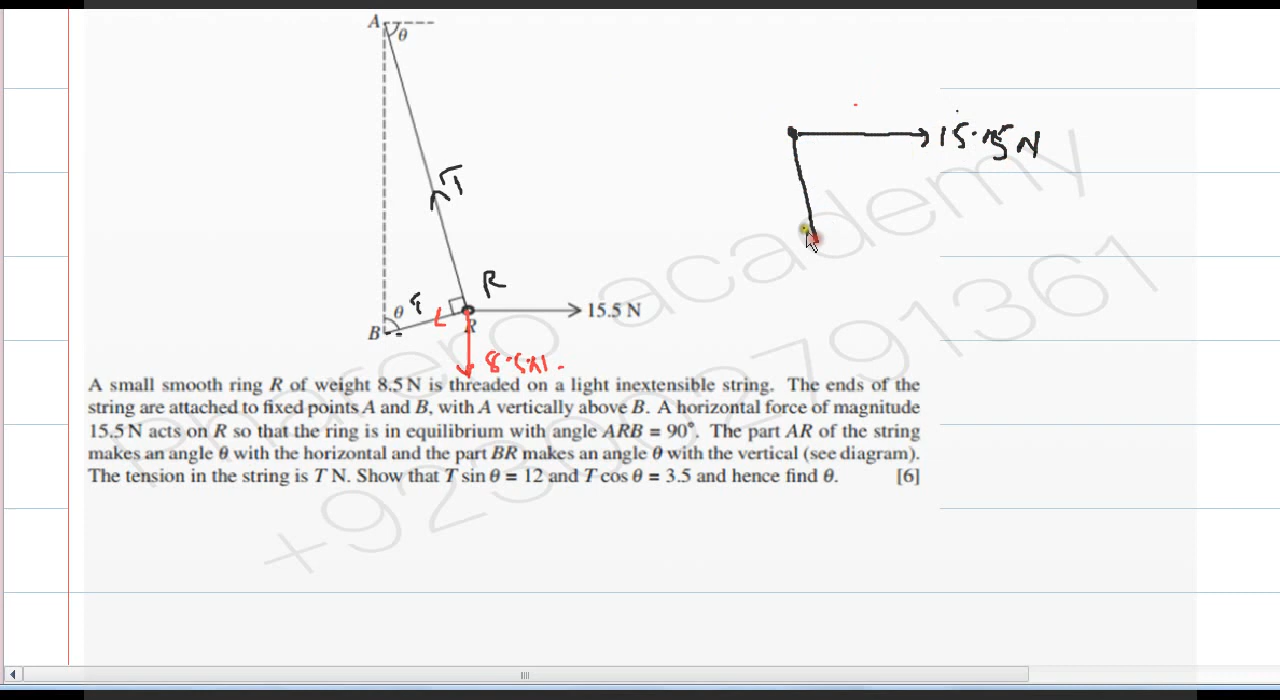 A
θ
T
R
15.15 N
θ T
15.5 N
R
B
8.5N.
A small smooth ring R of weight 8.5 N is threaded on a light inextensible string. The ends of the
string are attached to fixed points A and B, with A vertically above B. A horizontal force of magnitude
15.5 N acts on R so that the ring is in equilibrium with angle ARB = 90°. The part AR of the string
makes an angle θ with the horizontal and the part BR makes an angle θ with the vertical (see diagram).
The tension in the string is T N. Show that T sin θ = 12 and T cos θ = 3.5 and hence find θ. [6]
pharero academy
+923002791361